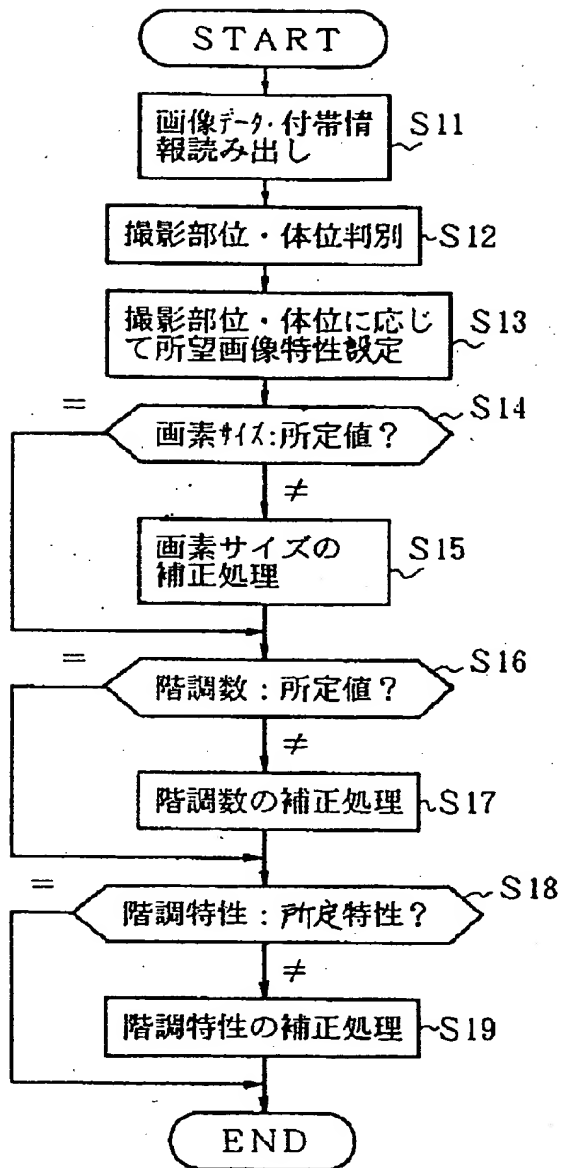 START
画像データ・付帯情
報読み出し
S11
撮影部位・体位判別
S12
撮影部位・体位に応じ
て所望画像特性設定
S13
=
画素サイズ:所定値?
S14
≠
画素サイズの
補正処理
S15
=
階調数:所定値?
S16
≠
階調数の補正処理
S17
=
階調特性:所定特性?
S18
≠
階調特性の補正処理
S19
END